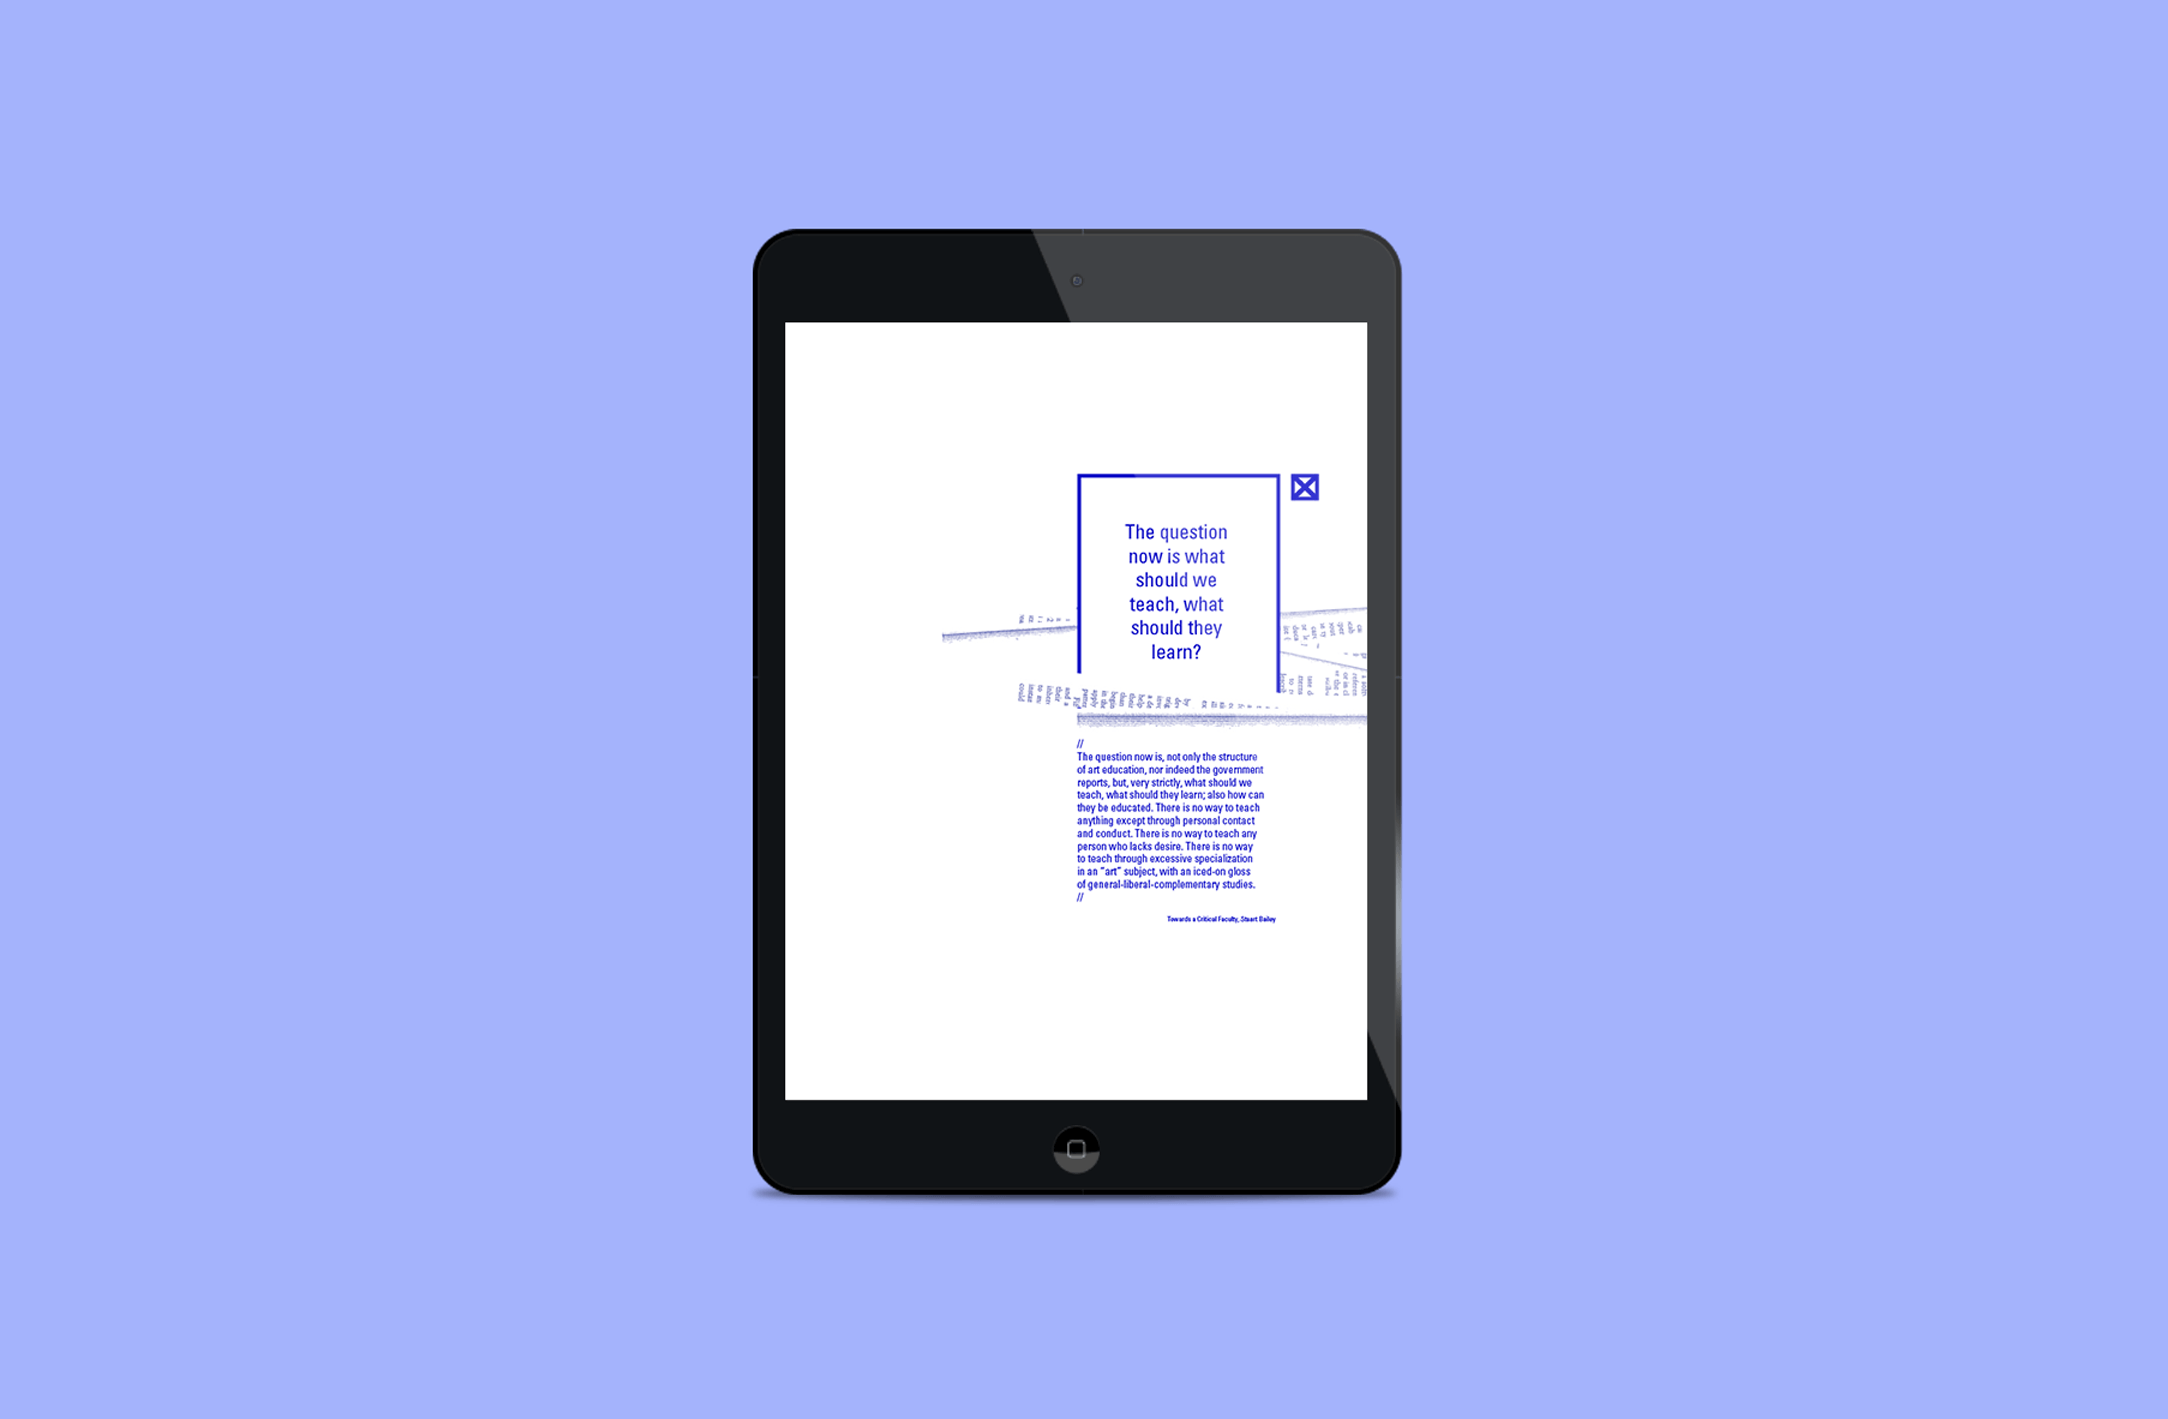 The question
now is what
should we
teach, what
should they
learn?
//
The question now is, not only the structure
of art education, nor indeed the government
reports, but, very strictly, what should we
teach, what should they learn; also how can
they be educated. There is no way to teach
anything except through personal contact
and conduct. There is no way to teach any
person who lacks desire. There is no way
to teach through excessive specialization
in an "art" subject, with an iced-on gloss
of general-liberal-complementary studies.
//
Towards a Critical Faculty, Stuart Bailey